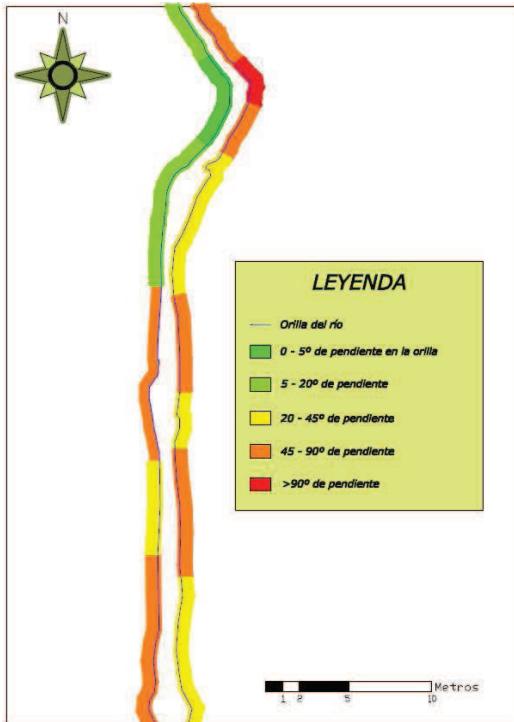 N
LEYENDA
Orilla del río
0 - 5º de pendiente en la orilla
5 - 20º de pendiente
20 - 45º de pendiente
45 - 90º de pendiente
>90º de pendiente
Metros
1 2 5 10